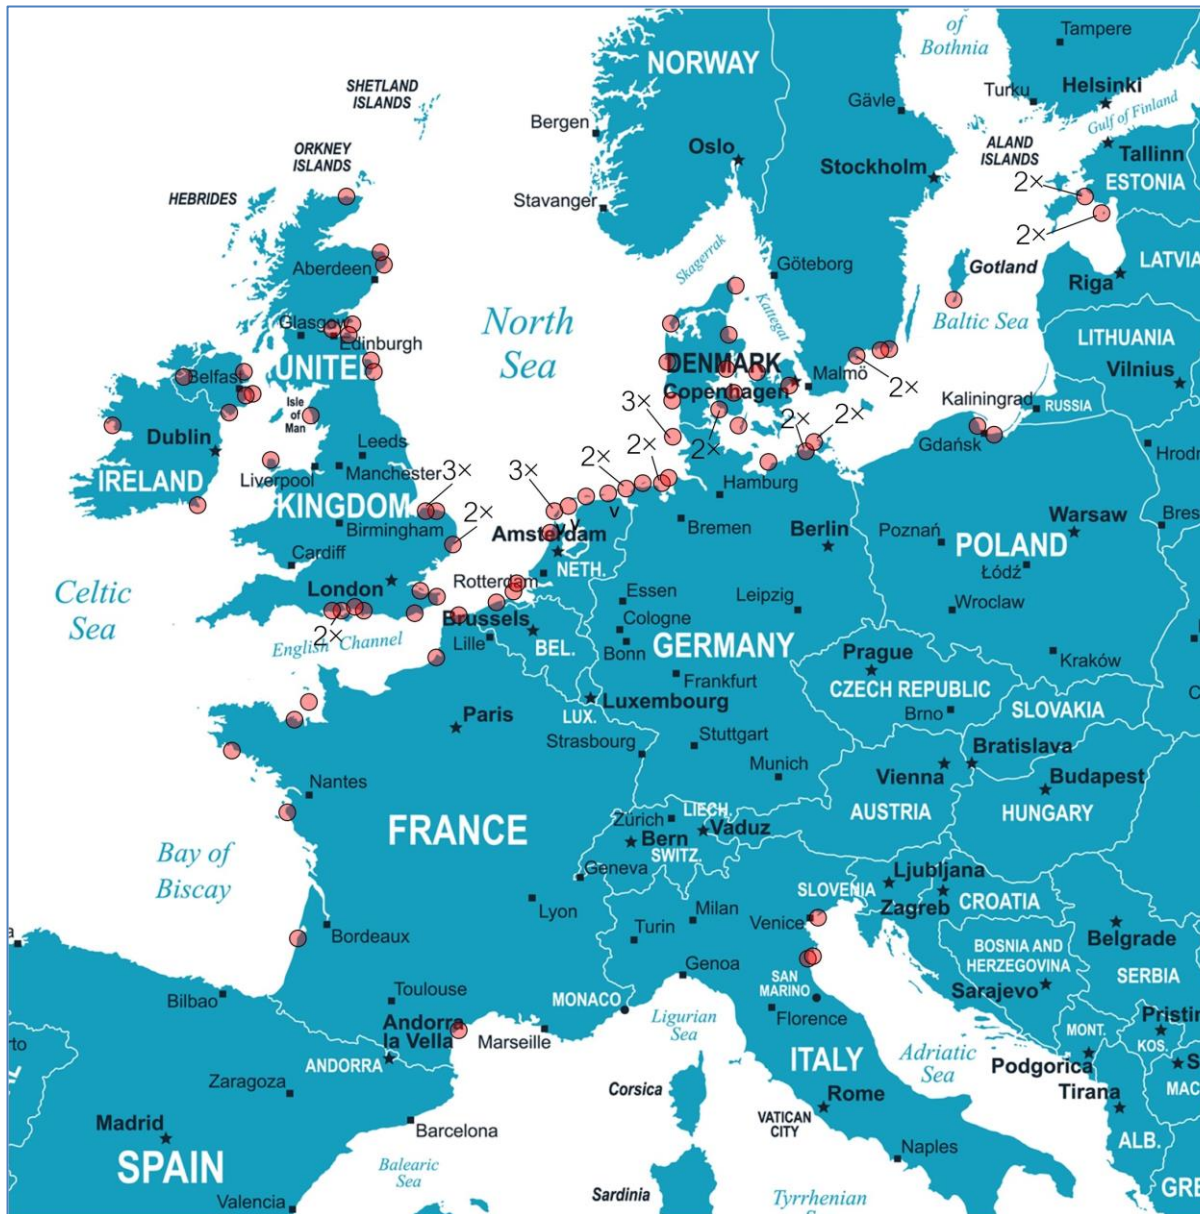 of
Bothnia
Tampere
NORWAY
SHETLAND
ISLANDS
Turku
Helsinki
Gävle
Gulf of Finland
Bergen
ORKNEY
ISLANDS
Oslo
ALAND
ISLANDS
Tallinn
Stockholm
ESTONIA
2×
HEBRIDES
Stavanger
2×
LATVIA
Skagerrak
Göteborg
Gotland
Riga
Aberdeen
Kattegat
North
Sea
Baltic Sea
LITHUANIA
Glasgow
Edinburgh
UNITED
DENMARK
Malmö
Vilnius
Belfast
Copenhagen
2×
Kaliningrad
RUSSIA
Isle
of
Man
3×
2×
2×
Gdańsk
Dublin
Leeds
2×
2×
2×
Hrodn
IRELAND
Liverpool
Manchester
3×
3×
Hamburg
KINGDOM
2×
v
Bremen
Warsaw
Bres
Birmingham
v
v
Amsterdam
Berlin
Poznań
POLAND
Cardiff
NETH.
Łódź
Celtic
Sea
London
Rotterdam
Essen
Leipzig
Wroclaw
Brussels
Cologne
2×
English Channel
Lille
BEL.
Bonn
GERMANY
Prague
Kraków
Frankfurt
CZECH REPUBLIC
LUX.
Luxembourg
Brno
SLOVAKIA
Paris
Strasbourg
Stuttgart
Bratislava
Nantes
Munich
Vienna
Budapest
AUSTRIA
HUNGARY
LIECH.
Zürich
Vaduz
FRANCE
Bern
SWITZ.
Bay of
Biscay
Geneva
Ljubljana
SLOVENIA
Zagreb
CROATIA
Lyon
Milan
Venice
Turin
Bordeaux
Belgrade
BOSNIA AND
HERZEGOVINA
SERBIA
Genoa
SAN
MARINO
Sarajevo
Bilbao
Toulouse
MONACO
Florence
Pristin
Andorra
la Vella
Marseille
Ligurian
Sea
MONT.
KOS.
ANDORRA
ITALY
Adriatic
Sea
Podgorica
Zaragoza
Corsica
Tirana
MAC
Madrid
Rome
VATICAN
CITY
Barcelona
ALB.
SPAIN
Naples
Balearic
Sea
GRE
Valencia
Sardinia
Tyrrhenian